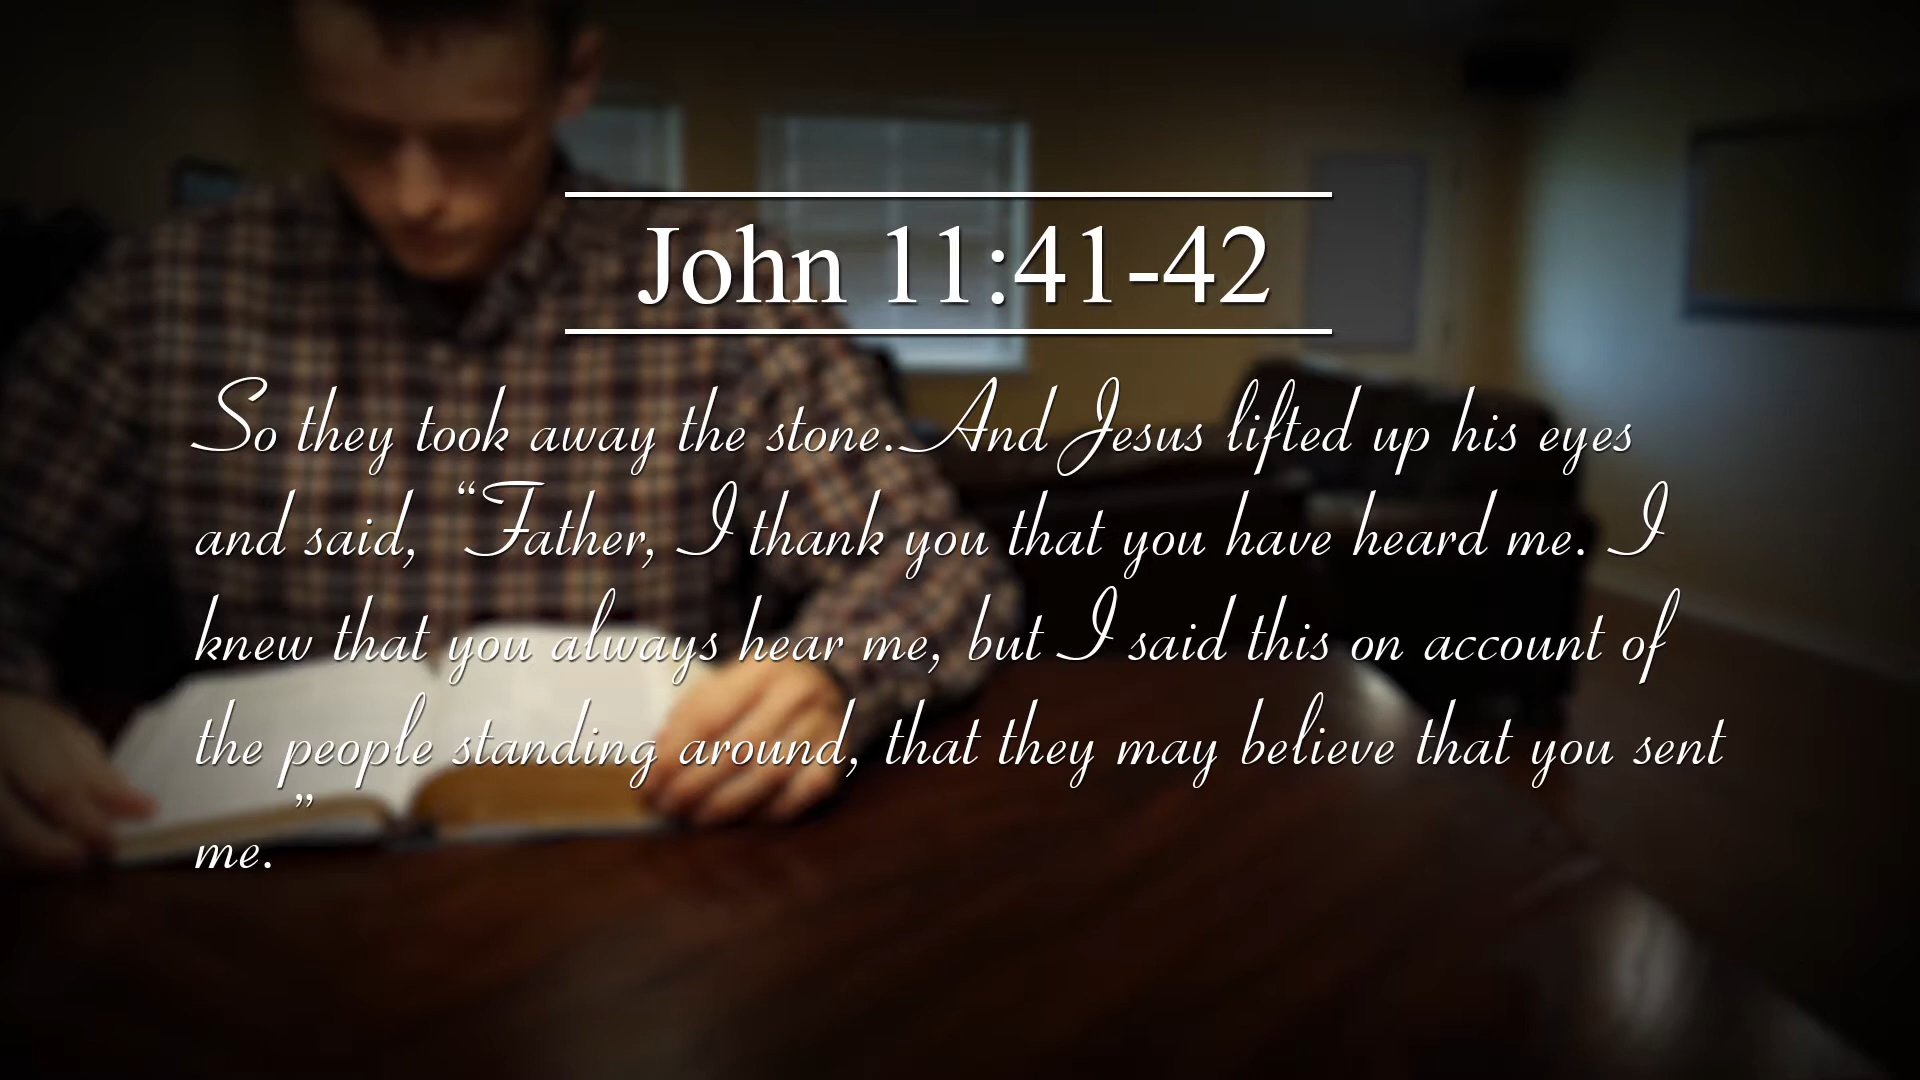 John 11:41-42
So they took away the stone. And Jesus lifted up his eyes
and said, “Father, I thank you that you have heard me. I
knew that you always hear me, but I said this on account of
the people standing around, that they may believe that you sent
me.”